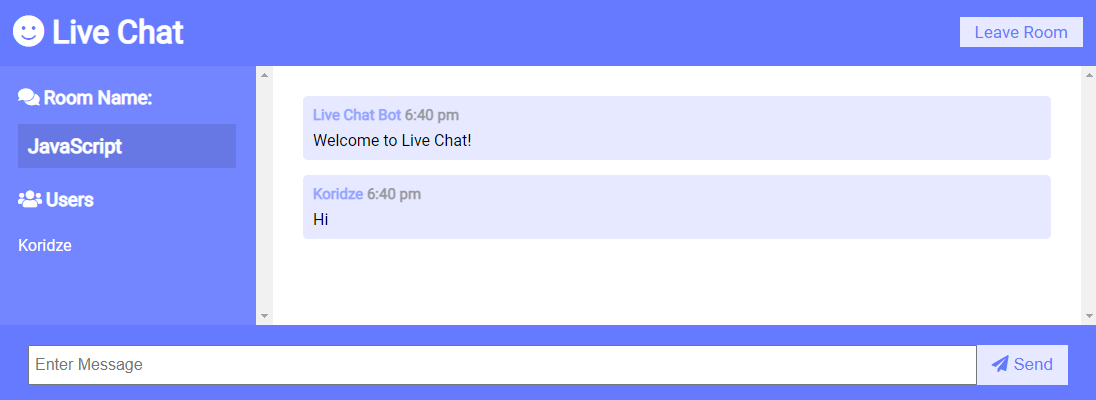 Live Chat
Leave Room
Room Name:
JavaScript
Users
Koridze
Live Chat Bot 6:40 pm
Welcome to Live Chat!
Koridze 6:40 pm
Hi
Enter Message
Send